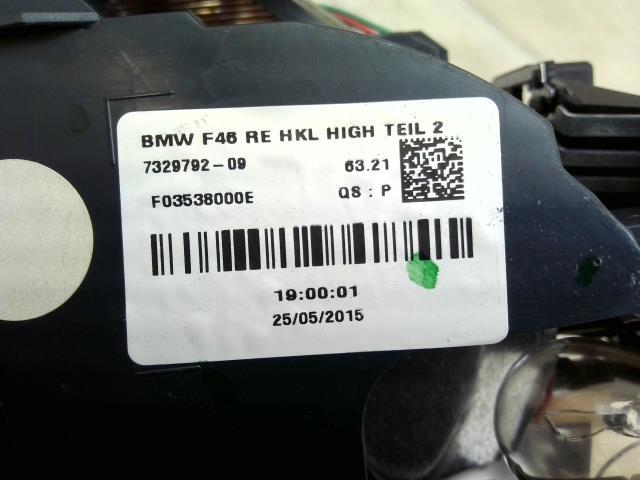 BMW F46 RE HKL HIGH TEIL 2
7329792-09 63.21
F03538000E QS : P
19:00:01
25/05/2015